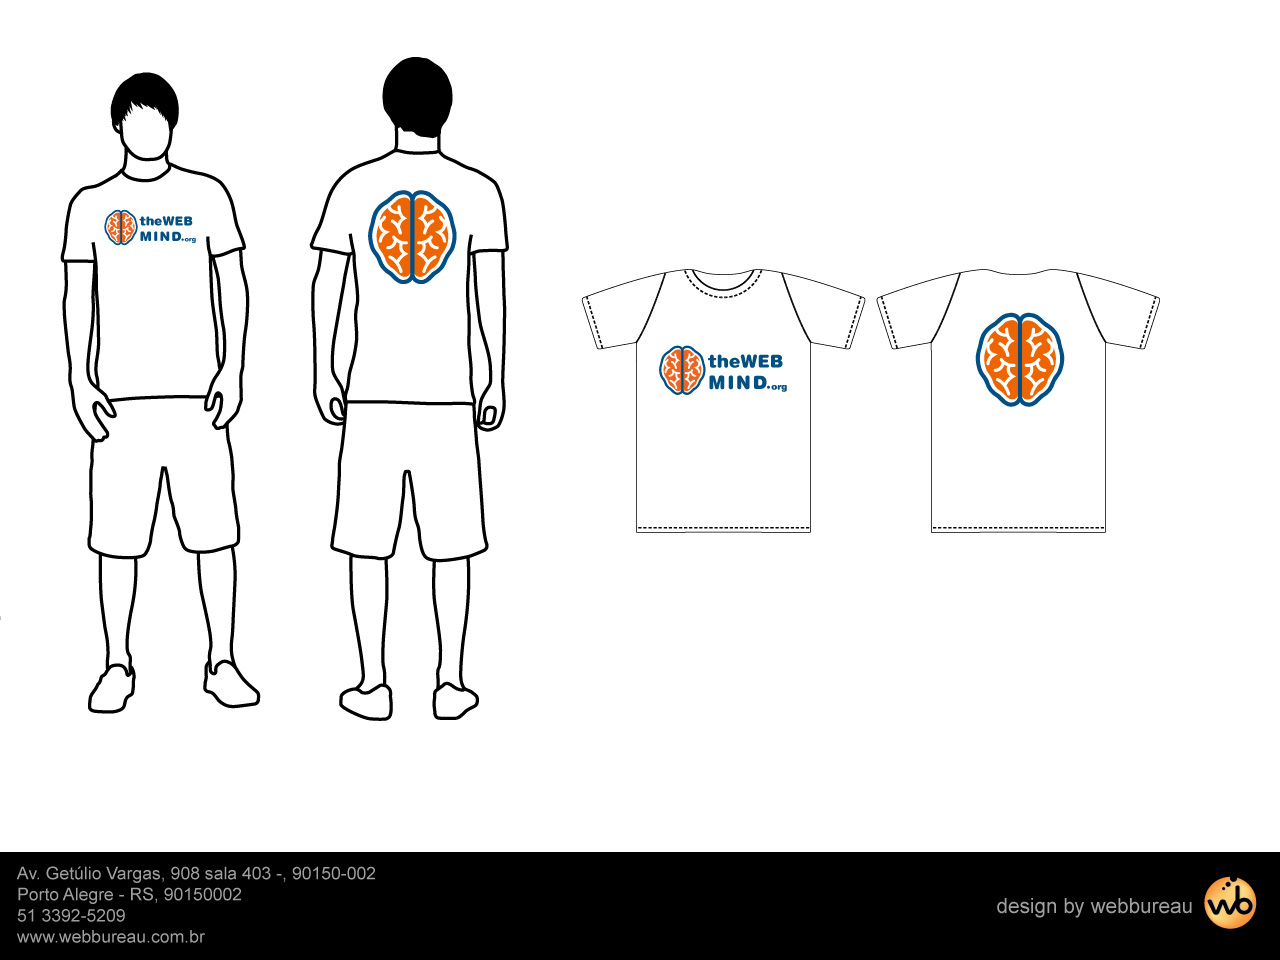 theWEB
MIND.org
theWEB
MIND.org
Av. Getúlio Vargas, 908 sala 403 -, 90150-002
Porto Alegre - RS, 90150002
51 3392-5209
www.webbureau.com.br
design by webbureau
wb